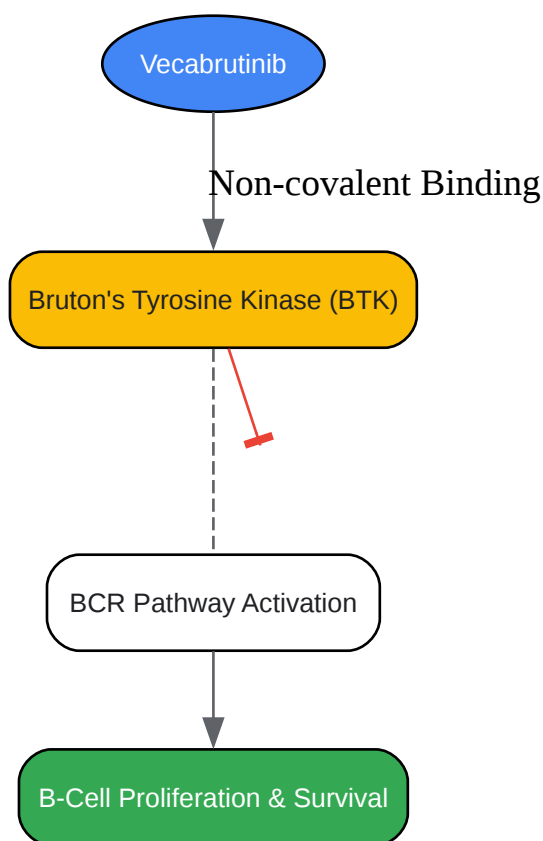 Vecabrutinib
Non-covalent Binding
Bruton's Tyrosine Kinase (BTK)
BCR Pathway Activation
B-Cell Proliferation & Survival